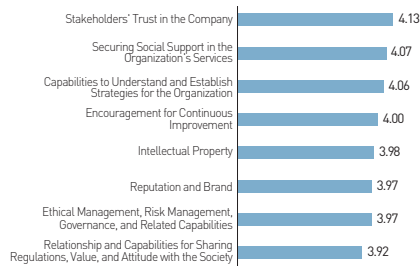 Stakeholders' Trust in the Company
4.13
Securing Social Support in the
Organization's Services
4.07
Capabilities to Understand and Establish
Strategies for the Organization
4.06
Encouragement for Continuous
Improvement
4.00
Intellectual Property
3.98
Reputation and Brand
3.97
Ethical Management, Risk Management,
Governance, and Related Capabilities
3.97
Relationship and Capabilities for Sharing
Regulations, Value, and Attitude with the Society
3.92